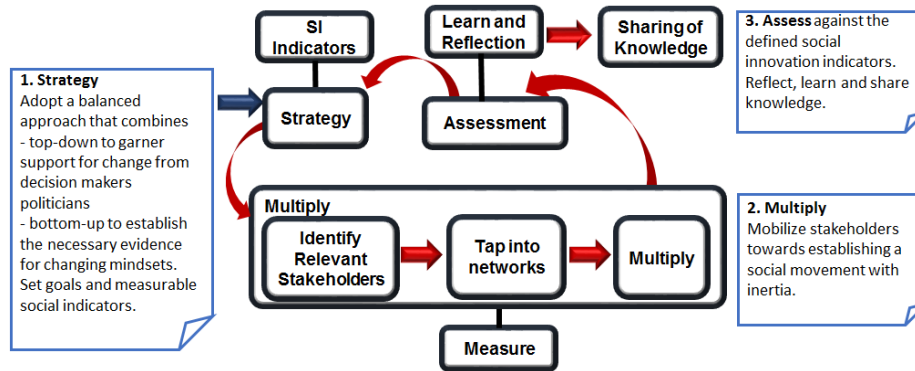 SI
Indicators
Learn and
Reflection
Sharing of
Knowledge
3. Assess against the
defined social
innovation indicators.
Reflect, learn and share
knowledge.
1. Strategy
Adopt a balanced
approach that combines
- top-down to garner
support for change from
decision makers
politicians
- bottom-up to establish
the necessary evidence
for changing mindsets.
Set goals and measurable
social indicators.
Strategy
Assessment
Multiply
Identify
Relevant
Stakeholders
Tap into
networks
Multiply
2. Multiply
Mobilize stakeholders
towards establishing a
social movement with
inertia.
Measure